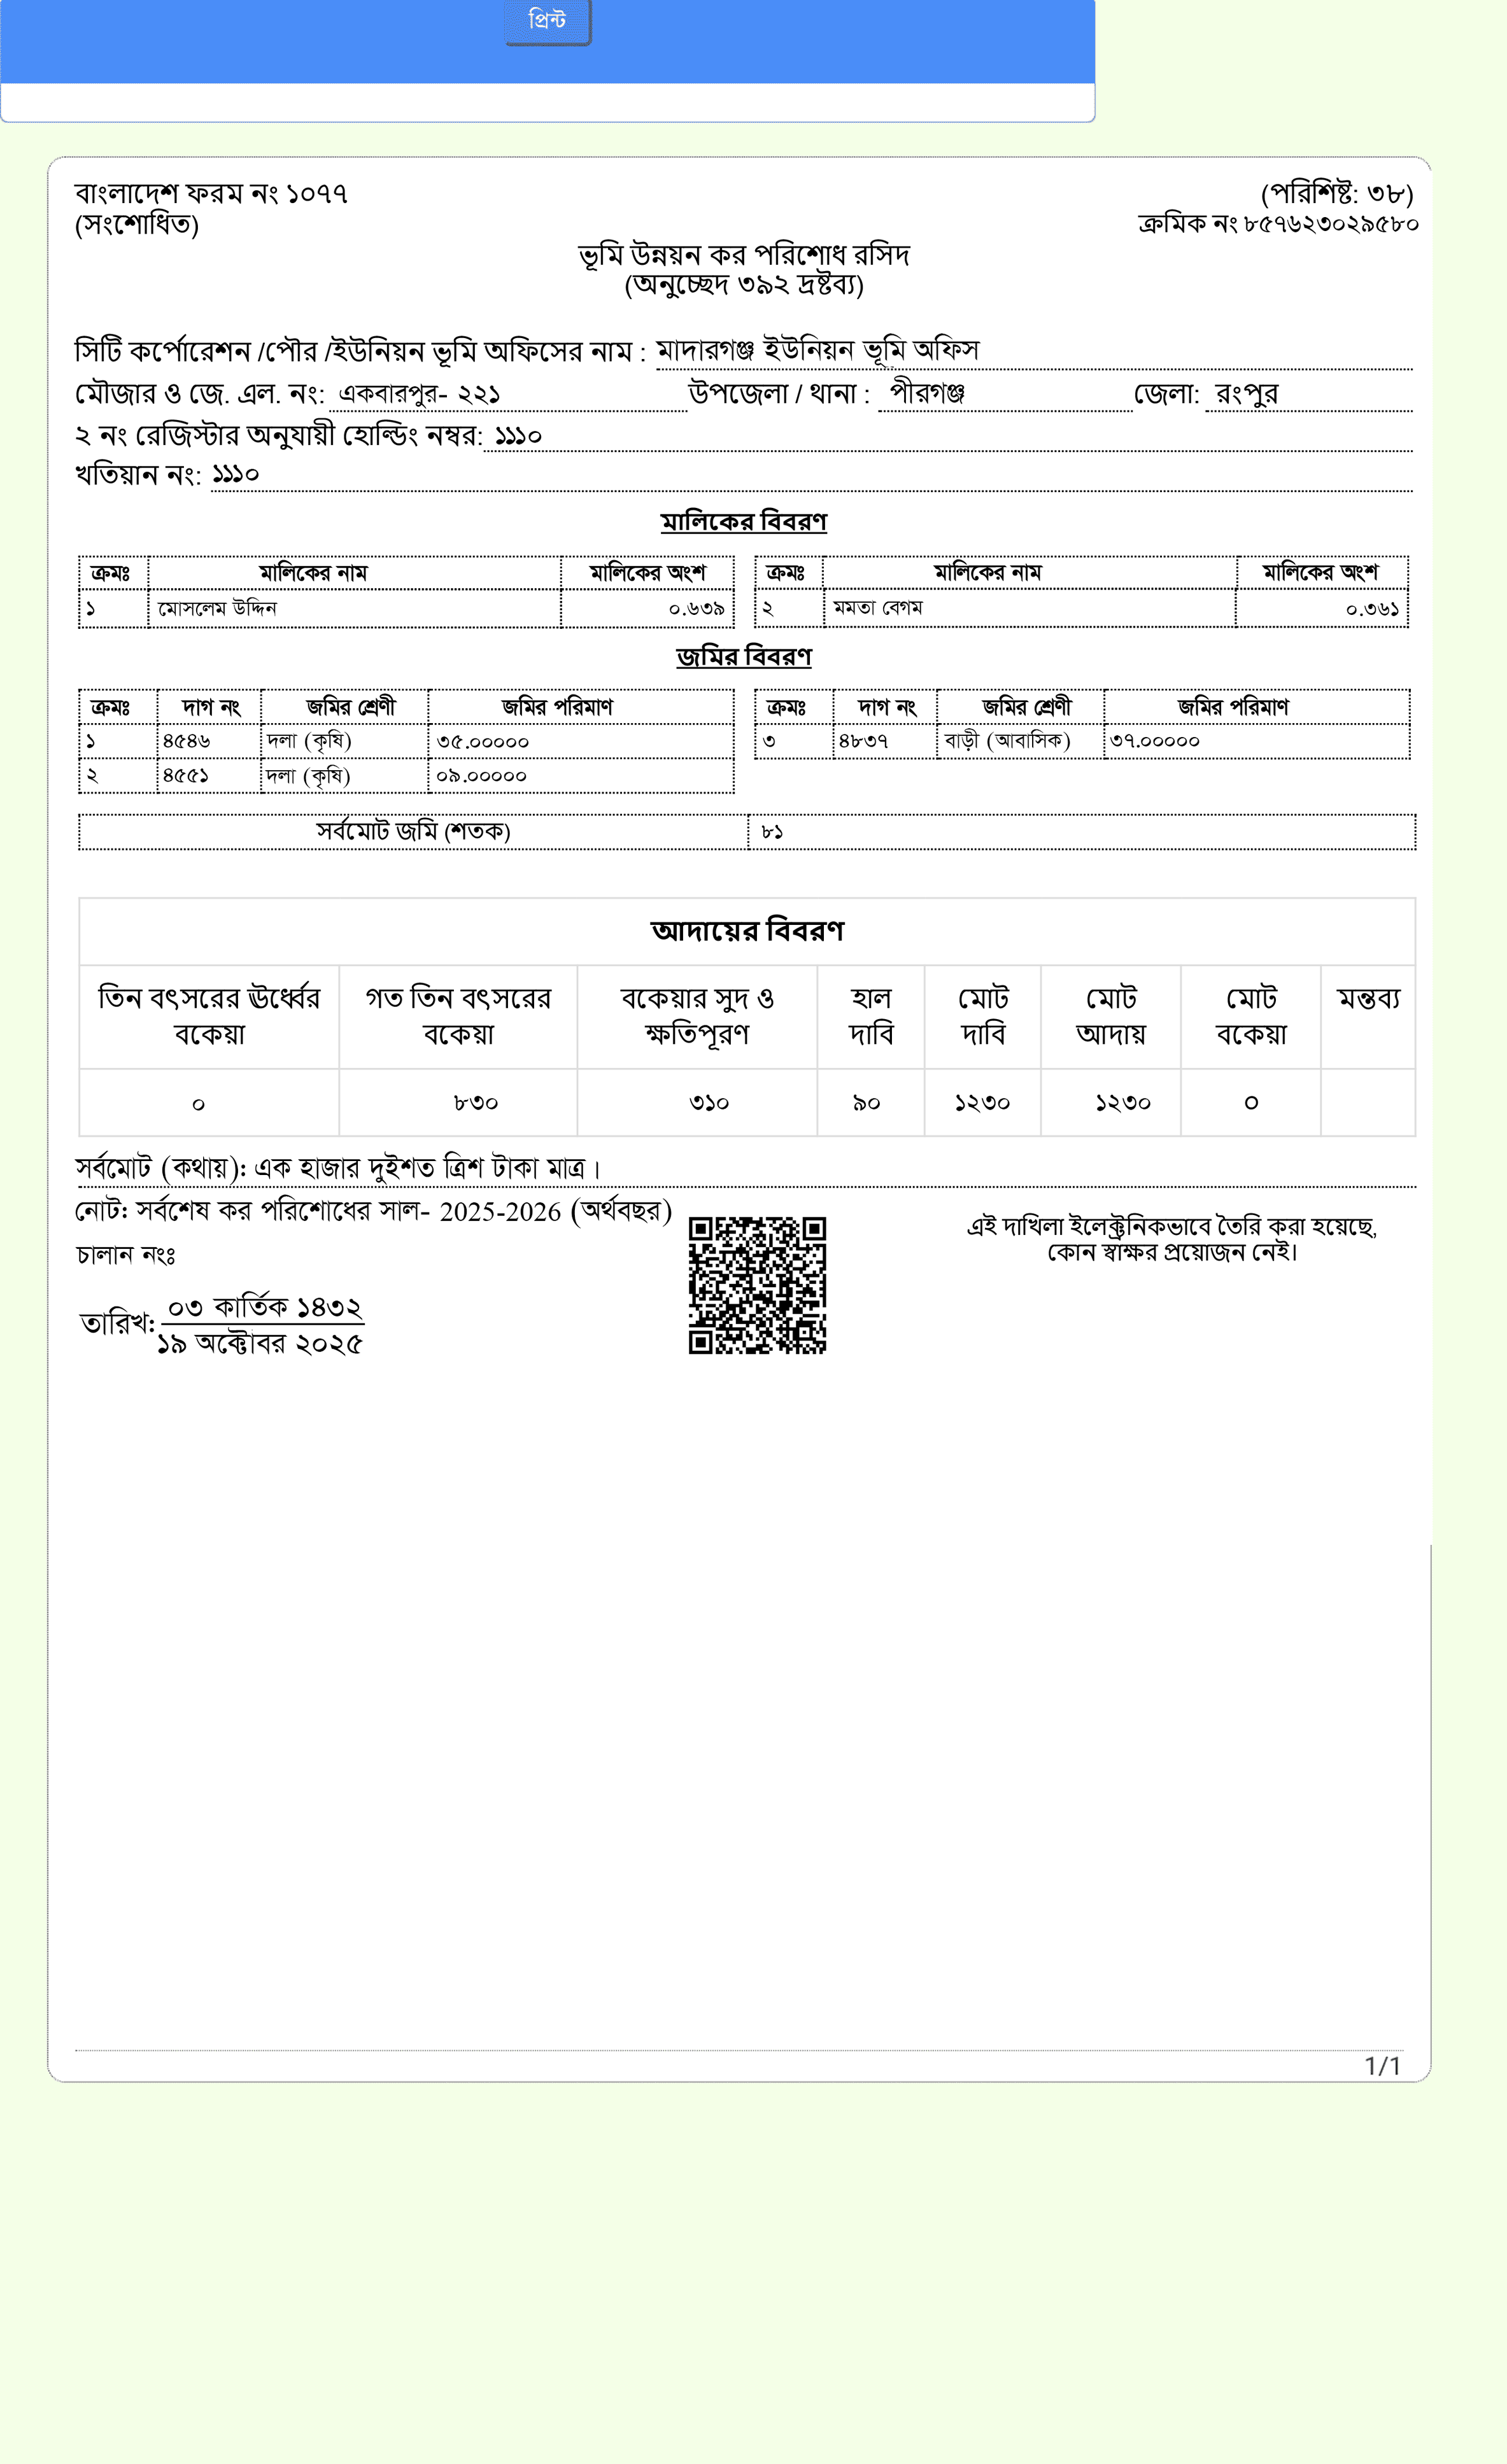 প্রিন্ট
বাংলাদেশ ফরম নং ১০৭৭
(পরিশিষ্ট: ৩৮)
(সংশোধিত)
ক্রমিক নং ৮৫৭৬২৩০২৯৫৮০
ভূমি উন্নয়ন কর পরিশোধ রসিদ
(অনুচ্ছেদ ৩৯২ দ্রষ্টব্য)
সিটি কর্পোরেশন /পৌর /ইউনিয়ন ভূমি অফিসের নাম : মাদারগঞ্জ ইউনিয়ন ভূমি অফিস
মৌজার ও জে. এল. নং: একবারপুর- ২২১ উপজেলা / থানা : পীরগঞ্জ জেলা: রংপুর
২ নং রেজিস্টার অনুযায়ী হোল্ডিং নম্বর: ১১১০
খতিয়ান নং: ১১১০
মালিকের বিবরণ
ক্রমঃ মালিকের নাম মালিকের অংশ ক্রমঃ মালিকের নাম মালিকের অংশ
১ মোসলেম উদ্দিন ০.৬৩৯ ২ মমতা বেগম ০.৩৬১
জমির বিবরণ
ক্রমঃ দাগ নং জমির শ্রেণী জমির পরিমাণ ক্রমঃ দাগ নং জমির শ্রেণী জমির পরিমাণ
১ ৪৫৪৬ দলা (কৃষি) ৩৫.০০০০০ ৩ ৪৮৩৭ বাড়ী (আবাসিক) ৩৭.০০০০০
২ ৪৫৫১ দলা (কৃষি) ০৯.০০০০০
সর্বমোট জমি (শতক) ৮১
আদায়ের বিবরণ
তিন বৎসরের ঊর্ধ্বের বকেয়া গত তিন বৎসরের বকেয়া বকেয়ার সুদ ও ক্ষতিপূরণ হাল দাবি মোট দাবি মোট আদায় মোট বকেয়া মন্তব্য
০ ৮৩০ ৩১০ ৯০ ১২৩০ ১২৩০ ০
সর্বমোট (কথায়): এক হাজার দুইশত ত্রিশ টাকা মাত্র।
নোট: সর্বশেষ কর পরিশোধের সাল- 2025-2026 (অর্থবছর)
চালান নংঃ
তারিখ: ০৩ কার্তিক ১৪৩২
১৯ অক্টোবর ২০২৫
এই দাখিলা ইলেক্ট্রনিকভাবে তৈরি করা হয়েছে,
কোন স্বাক্ষর প্রয়োজন নেই।
1/1